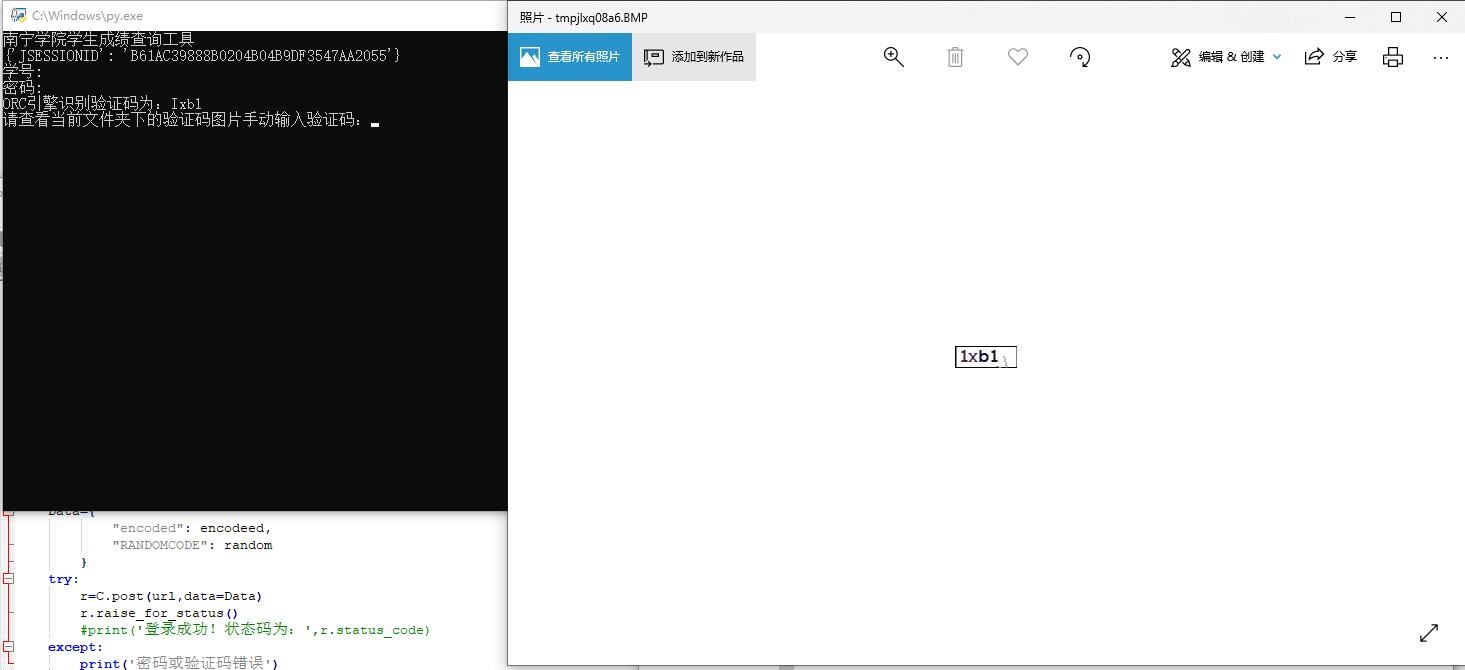 C:\Windows\py.exe
南宁学院学生成绩查询工具
{'JSESSIONID': 'B61AC39888B0204B04B9DF3547AA2055'}
学号:
密码:
ORC引擎识别验证码为: Ixb1
请查看当前文件夹下的验证码图片手动输入验证码:
照片 - tmpjlxq08a6.BMP
查看所有照片
添加到新作品
编辑 & 创建
分享
1xb1
Data={
"encoded": encodeed,
"RANDOMCODE": random
}
try:
r=C.post(url,data=Data)
r.raise_for_status()
#print('登录成功! 状态码为: ',r.status_code)
except:
print('密码或验证码错误')